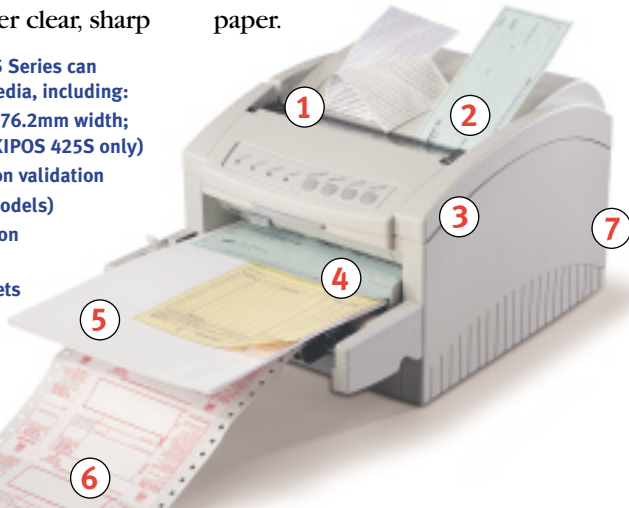 er clear, sharp
paper.
S Series can
edia, including:
76.2mm width;
KIPOS 425S only)
on validation
odels)
on
ets
1
2
3
4
5
6
7